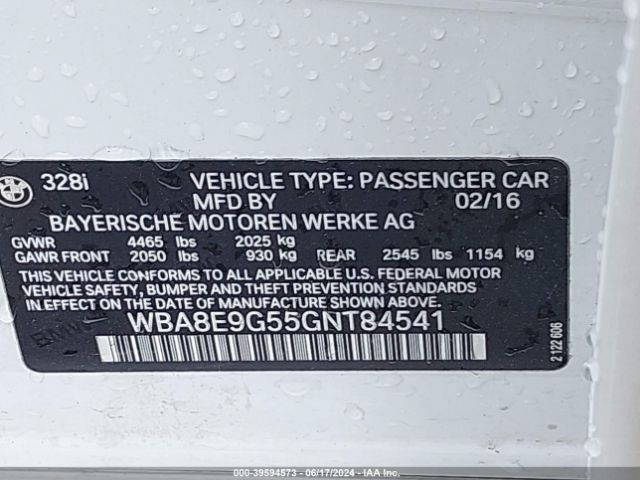 328i VEHICLE TYPE: PASSENGER CAR
MFD BY 02/16
BAYERISCHE MOTOREN WERKE AG
GVWR 4465 lbs 2025 kg
GAWR FRONT 2050 lbs 930 kg REAR 2545 lbs 1154 kg
THIS VEHICLE CONFORMS TO ALL APPLICABLE U.S. FEDERAL MOTOR
VEHICLE SAFETY, BUMPER AND THEFT PREVENTION STANDARDS
IN EFFECT ON THE DATE OF MANUFACTURE SHOWN ABOVE.
WBA8E9G55GNT84541
2 122 606
000-39594573 - 06/17/2024 - IAA Inc.